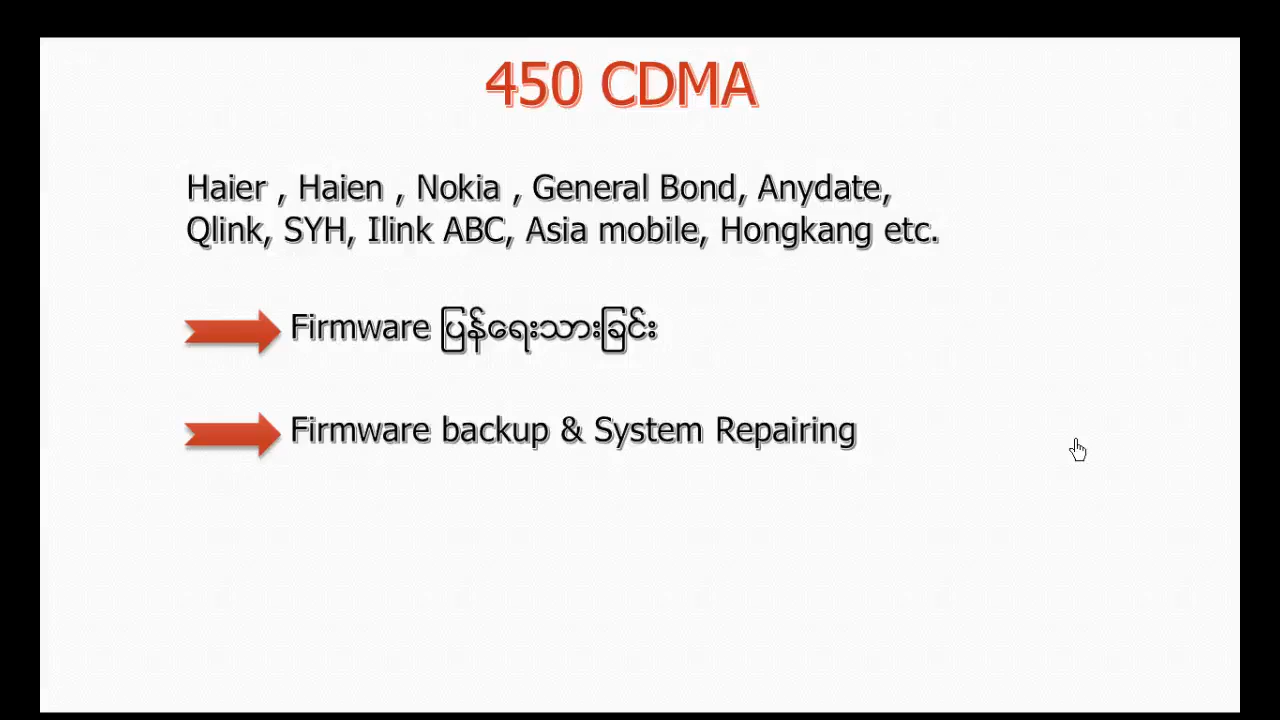 450 CDMA
Haier , Haien , Nokia , General Bond, Anydate,
Qlink, SYH, Ilink ABC, Asia mobile, Hongkang etc.
Firmware ပြန်ရေးသားခြင်း
Firmware backup & System Repairing